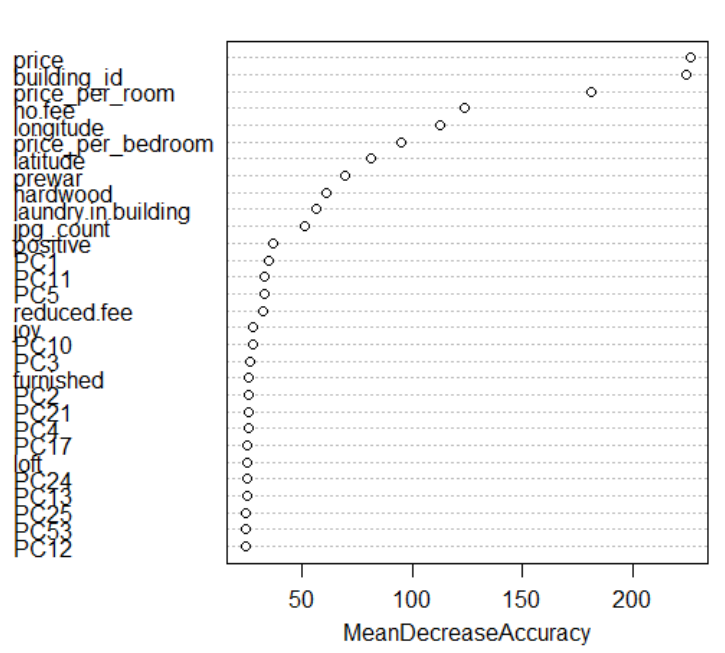 price
building_id
price_per_room
no.fee
longitude
price_per_bedroom
latitude
prewar
hardwood
laundry.in.building
jpg_count
positive
PC1
PC11
PC5
reduced.fee
joy
PC10
PC3
furnished
PC2
PC21
PC4
PC17
loft
PC24
PC13
PC25
PC53
PC12
50 100 150 200
MeanDecreaseAccuracy